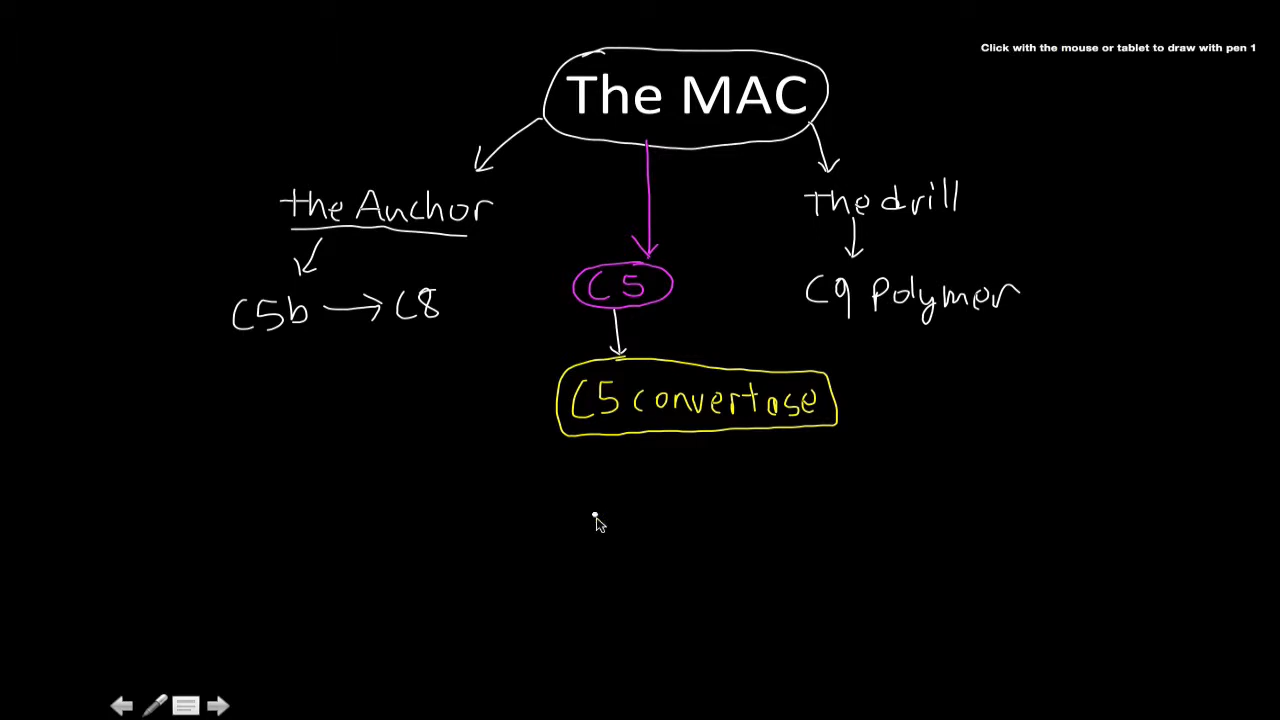 Click with the mouse or tablet to draw with pen 1
The MAC
the Anchor
The drill
C5
C9 Polymer
C5b → C8
C5 convertase